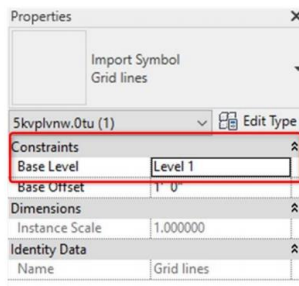 Properties
Import Symbol
Grid lines
5kvplvnw.0tu (1) Edit Type
Constraints
Base Level Level 1
Base Offset 1' 0"
Dimensions
Instance Scale 1.000000
Identity Data
Name Grid lines